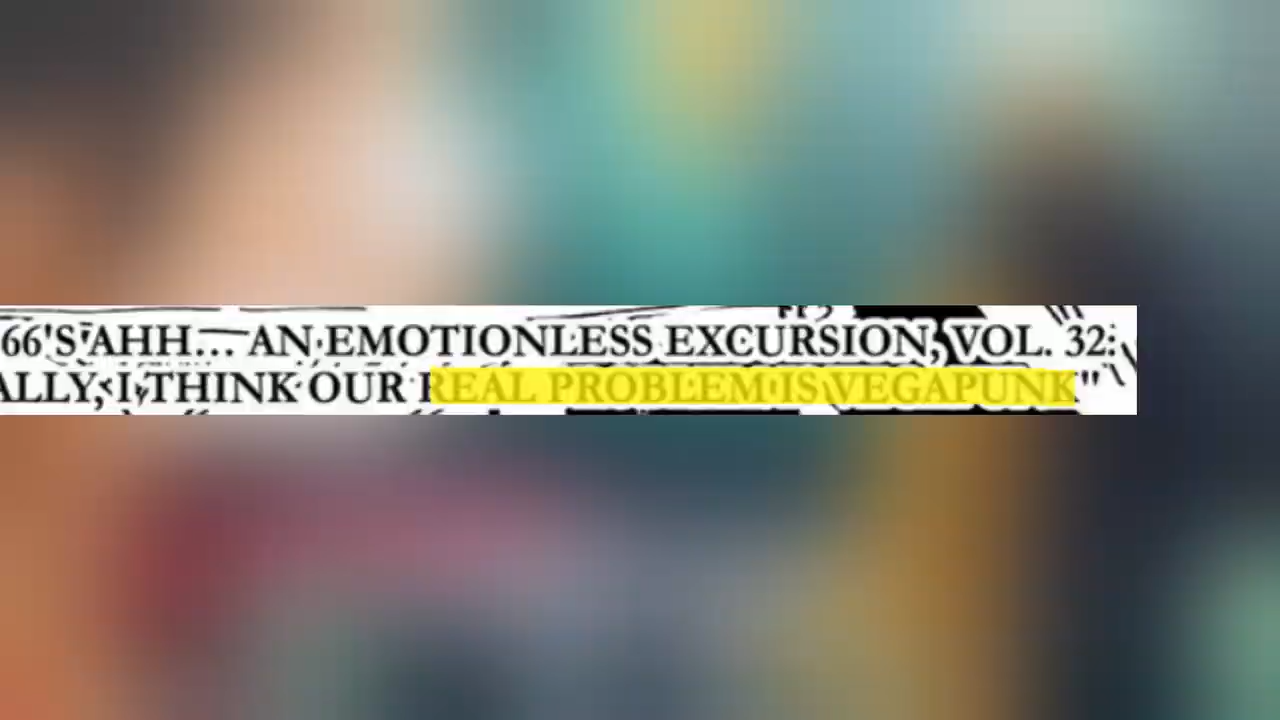 66'S AHH... AN EMOTIONLESS EXCURSION, VOL. 32:
ALLY, I THINK OUR REAL PROBLEM IS VEGAPUNK"